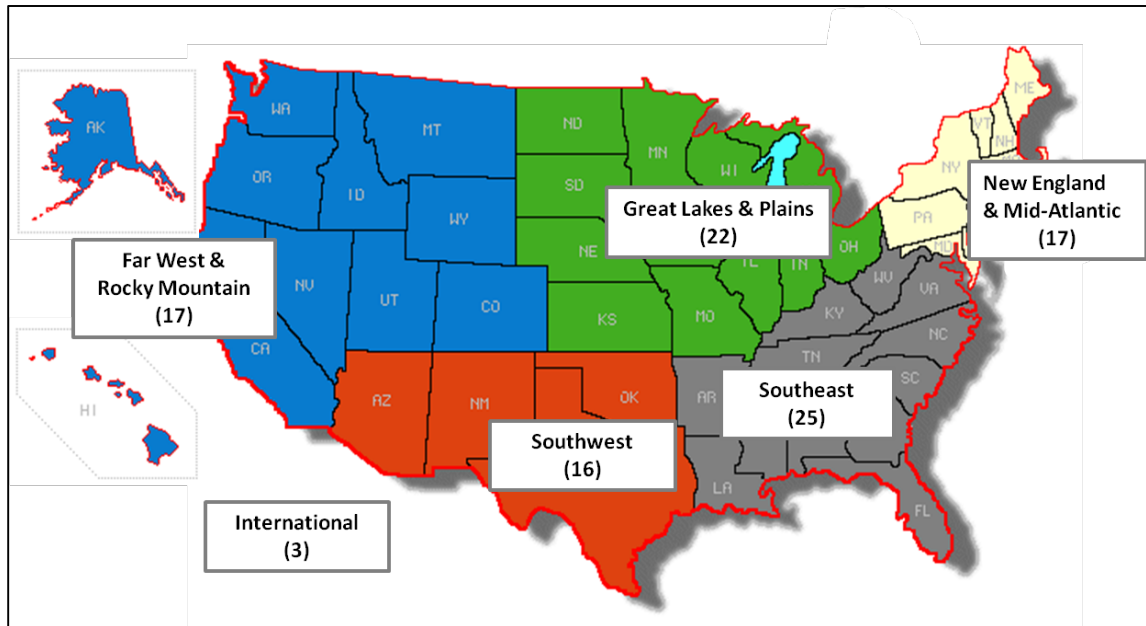 AK
WA
MT
ND
MN
ME
VT
NH
OR
ID
SD
WI
NY
WY
Great Lakes & Plains
(22)
New England
& Mid-Atlantic
(17)
PA
NE
OH
MD
Far West &
Rocky Mountain
(17)
NV
UT
CO
IL
IN
WV
VA
KS
MO
KY
CA
NC
TN
AZ
NM
OK
AR
SC
Southeast
(25)
HI
Southwest
(16)
LA
FL
International
(3)